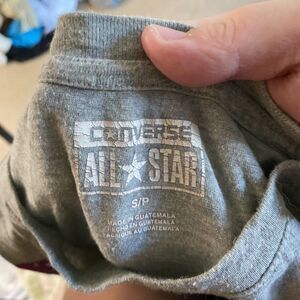 CONVERSE
ALL★STAR
S/P
MADE IN GUATEMALA
HECHO EN GUATEMALA
FABRIQUÉ AU GUATEMALA